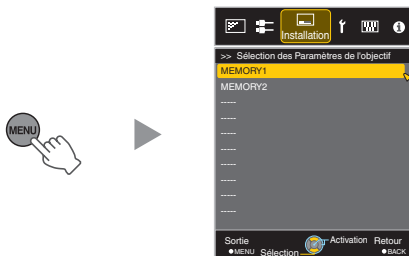 MENU
Installation
>> Sélection des Paramètres de l'objectif
MEMORY1
MEMORY2
-----
-----
-----
-----
-----
-----
-----
-----
Sortie
Activation
Retour
●MENU
Sélection
●BACK